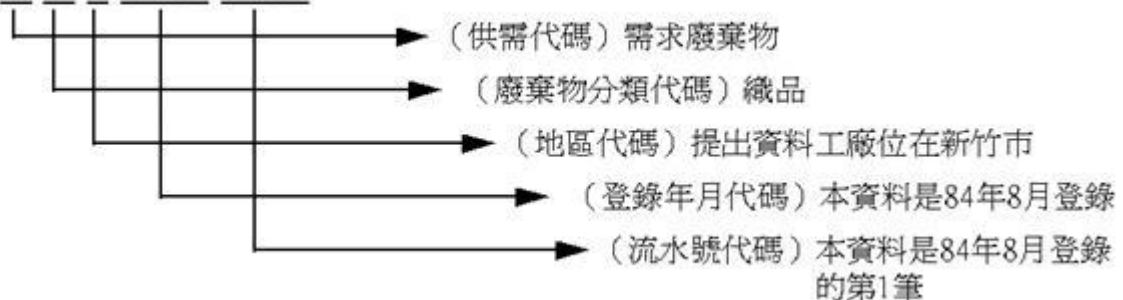 （供需代碼）需求廢棄物
（廢棄物分類代碼）織品
（地區代碼）提出資料工廠位在新竹市
（登錄年月代碼）本資料是84年8月登錄
（流水號代碼）本資料是84年8月登錄
的第1筆